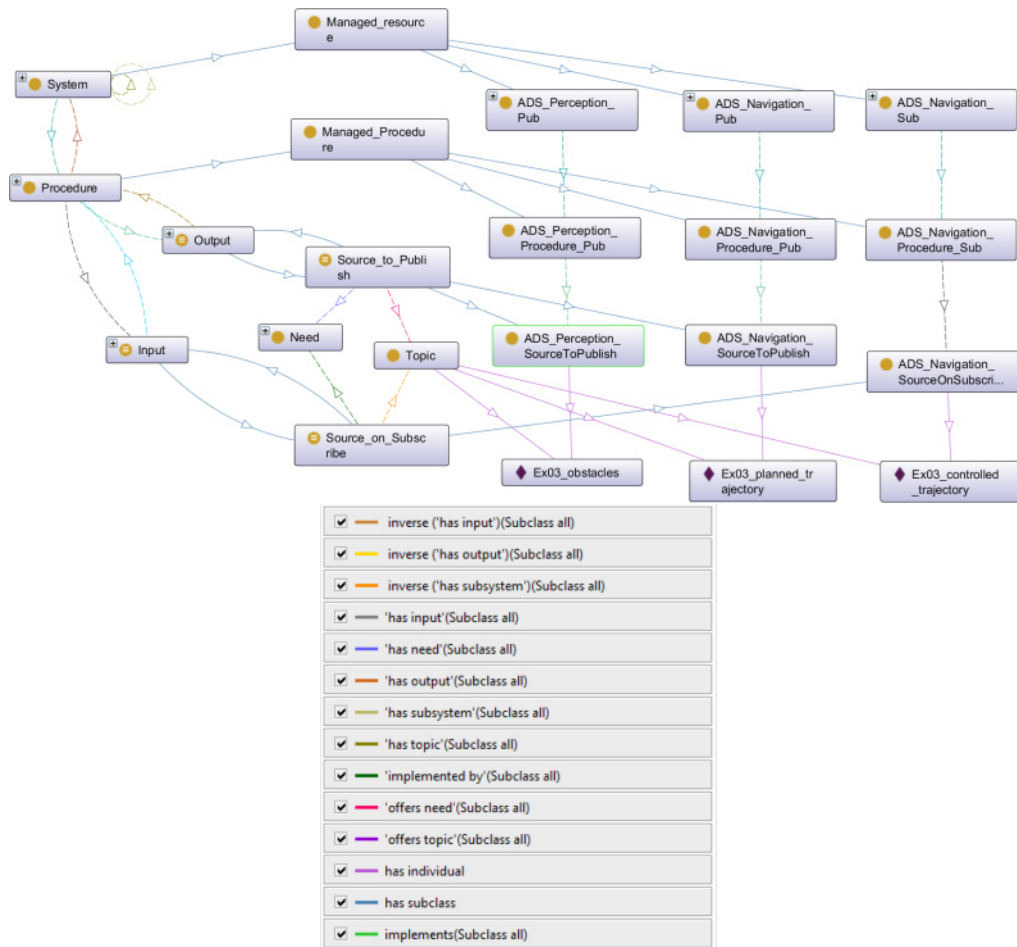 Managed_resourc
e
System
ADS_Perception_
Pub
ADS_Navigation_
Pub
ADS_Navigation_
Sub
Managed_Procedu
re
Procedure
Output
ADS_Perception_
Procedure_Pub
ADS_Navigation_
Procedure_Pub
ADS_Navigation_
Procedure_Sub
Source_to_Publi
sh
Need
Input
Topic
ADS_Perception_
SourceToPublish
ADS_Navigation_
SourceToPublish
ADS_Navigation_
SourceOnSubscri...
Source_on_Subsc
ribe
Ex03_obstacles
Ex03_planned_tr
ajectory
Ex03_controlled
_trajectory
inverse ('has input')(Subclass all)
inverse ('has output')(Subclass all)
inverse ('has subsystem')(Subclass all)
'has input'(Subclass all)
'has need'(Subclass all)
'has output'(Subclass all)
'has subsystem'(Subclass all)
'has topic'(Subclass all)
'implemented by'(Subclass all)
'offers need'(Subclass all)
'offers topic'(Subclass all)
has individual
has subclass
implements(Subclass all)